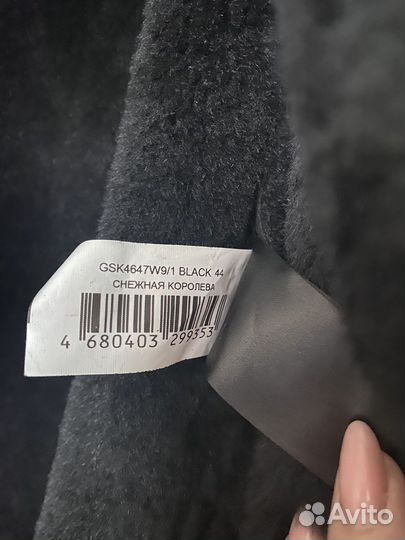 GSK4647W9/1 BLACK 44
СНЕЖНАЯ КОРОЛЕВА
4 680403 299353
Avito